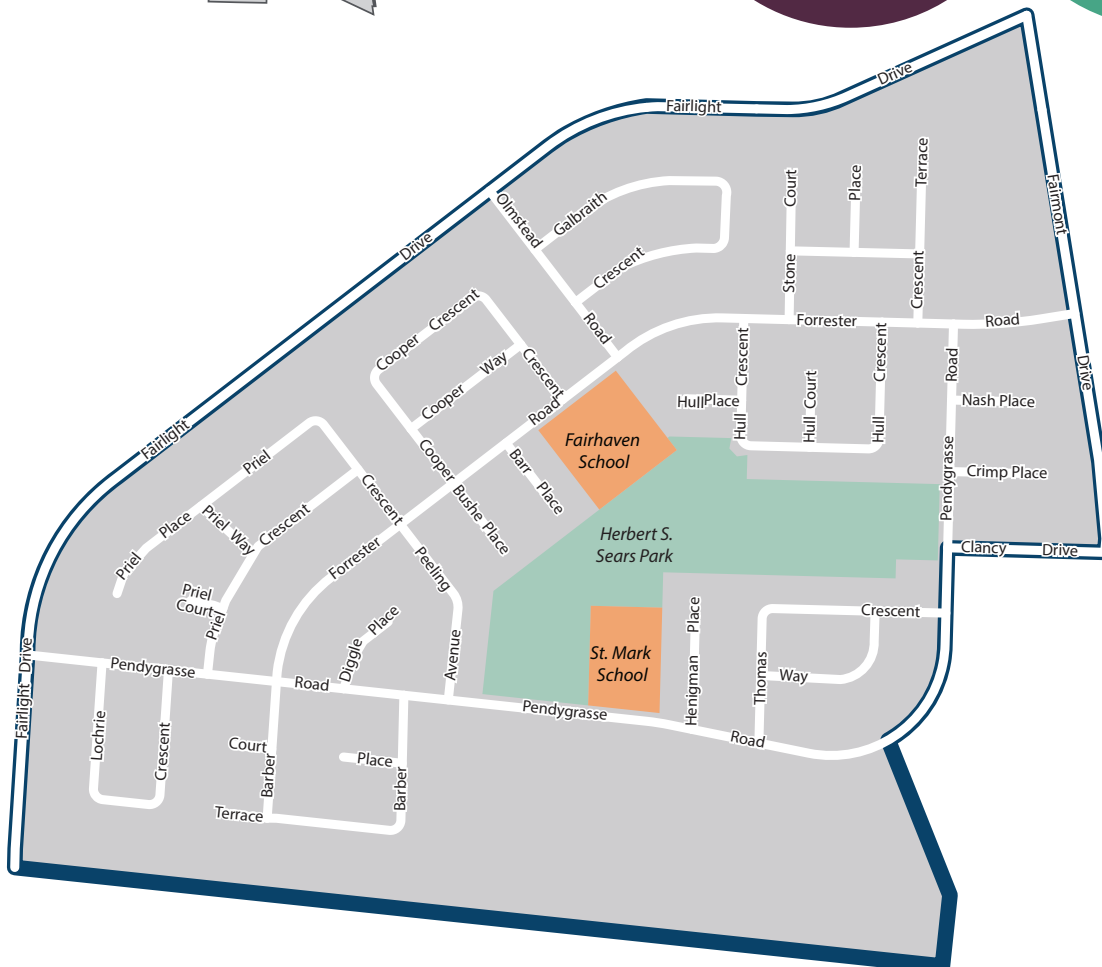 Drive
Fairlight
Fairmont
Drive
Drive
Fairlight
Fairlight Drive
Olmstead
Road
Galbraith
Crescent
Stone
Court
Place
Terrace
Crescent
Forrester
Road
Cooper
Crescent
Cooper
Way
Crescent
Road
Cooper
Bushe Place
Barr
Place
Fairhaven
School
Hull
Place
Hull
Crescent
Hull Court
Hull
Crescent
Road
Nash Place
Pendygrasse
Crimp Place
Clancy
Drive
Herbert S.
Sears Park
Priel
Place
Priel
Priel Way
Crescent
Crescent
Priel
Court
Priel
Forrester
Peeling
Avenue
Diggle
Place
St. Mark
School
Henigman
Place
Crescent
Thomas
Way
Pendygrasse
Road
Pendygrasse
Road
Lochrie
Crescent
Court
Barber
Terrace
Place
Barber